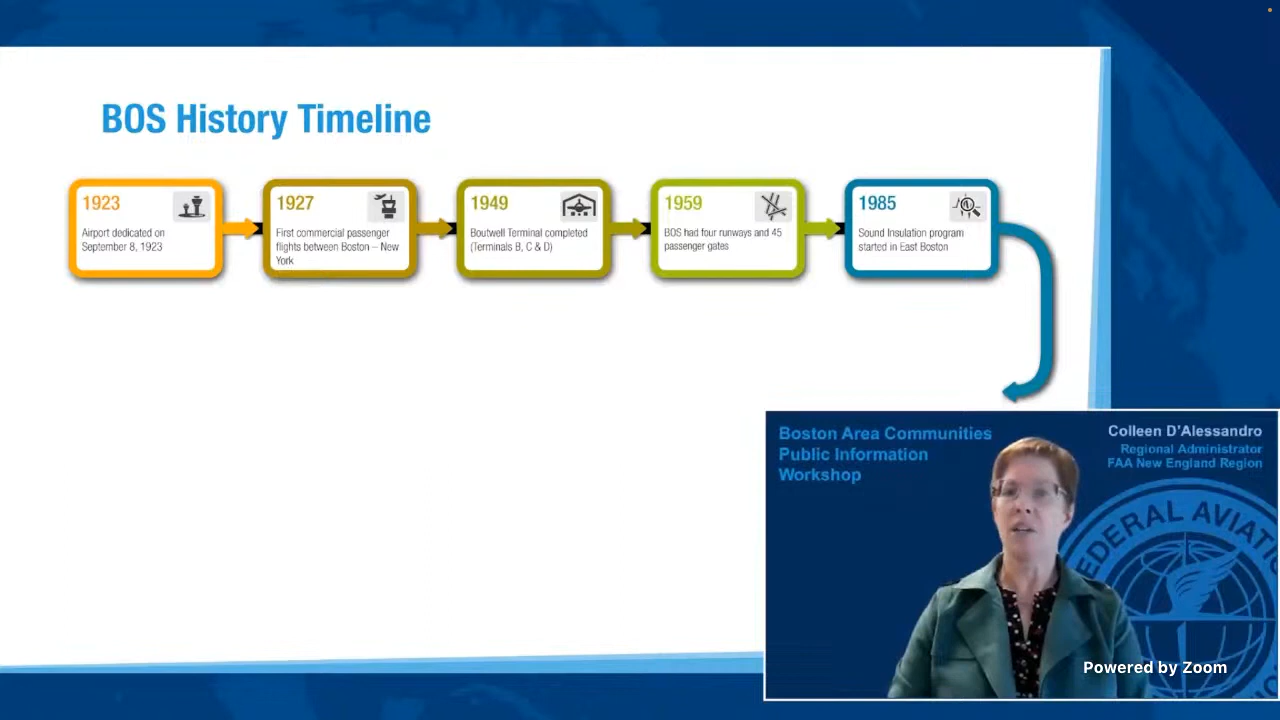 BOS History Timeline
1923
Airport dedicated on
September 8, 1923
1927
First commercial passenger
flights between Boston – New
York
1949
Boutwell Terminal completed
(Terminals B, C & D)
1959
BOS had four runways and 45
passenger gates
1985
Sound Insulation program
started in East Boston
Boston Area Communities
Public Information
Workshop
Colleen D'Alessandro
Regional Administrator
FAA New England Region
FEDERAL AVIATI
Powered by Zoom